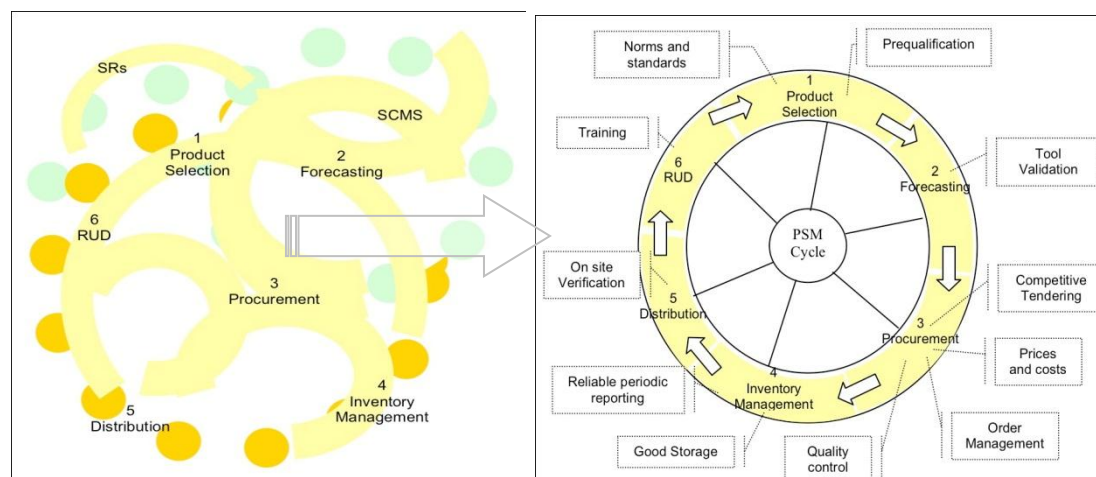 SRs
SCMS
1
Product
Selection
2
Forecasting
6
RUD
3
Procurement
4
Inventory
Management
5
Distribution
Norms and
standards
Prequalification
1
Product
Selection
Training
6
RUD
2
Forecasting
Tool
Validation
PSM
Cycle
On site
Verification
5
Distribution
Competitive
Tendering
3
Procurement
Prices
and costs
4
Inventory
Management
Reliable periodic
reporting
Order
Management
Good Storage
Quality
control